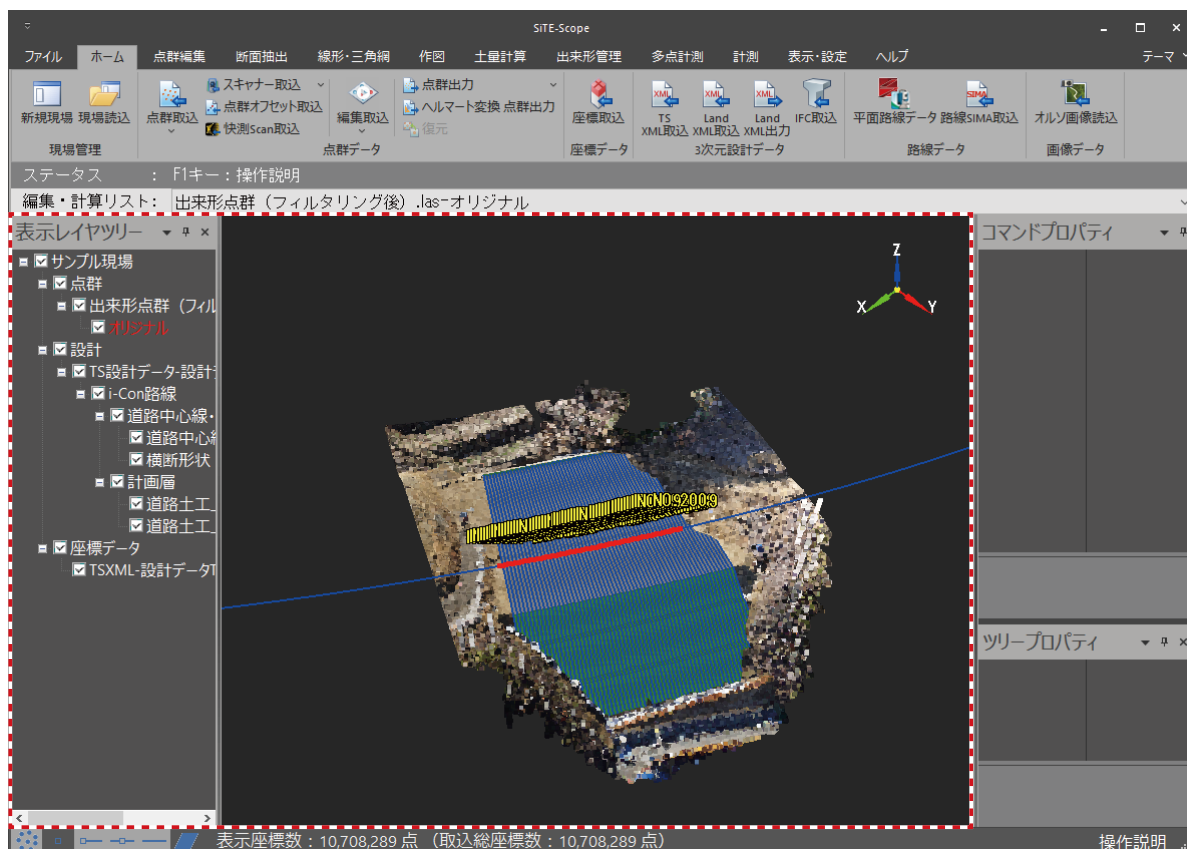 SiTE-Scope
ファイル ホーム 点群編集 断面抽出 線形・三角網 作図 土量計算 出来形管理 多点計測 計測 表示・設定 ヘルプ テーマ
新規現場 現場読込 点群取込 スキャナー取込 点群オフセット取込 快測Scan取込 編集取込 点群出力 ヘルマート変換 点群出力 復元 座標取込 TS XML取込 Land XML取込 Land XML出力 IFC取込 平面路線データ 路線SIMA取込 オルソ画像読込
現場管理 点群データ 座標データ 3次元設計データ 路線データ 画像データ
ステータス : F1キー:操作説明
編集・計算リスト: 出来形点群(フィルタリング後).las-オリジナル
表示レイヤツリー
サンプル現場
点群
出来形点群(フィル
オリジナル
設計
TS設計データ-設計
i-Con路線
道路中心線・
道路中心
横断形状
計画層
道路土工
道路土工
座標データ
TSXML-設計データT
Z
X
Y
コマンドプロパティ
ツリープロパティ
表示座標数:10,708,289 点 (取込総座標数:10,708,289 点)
操作説明